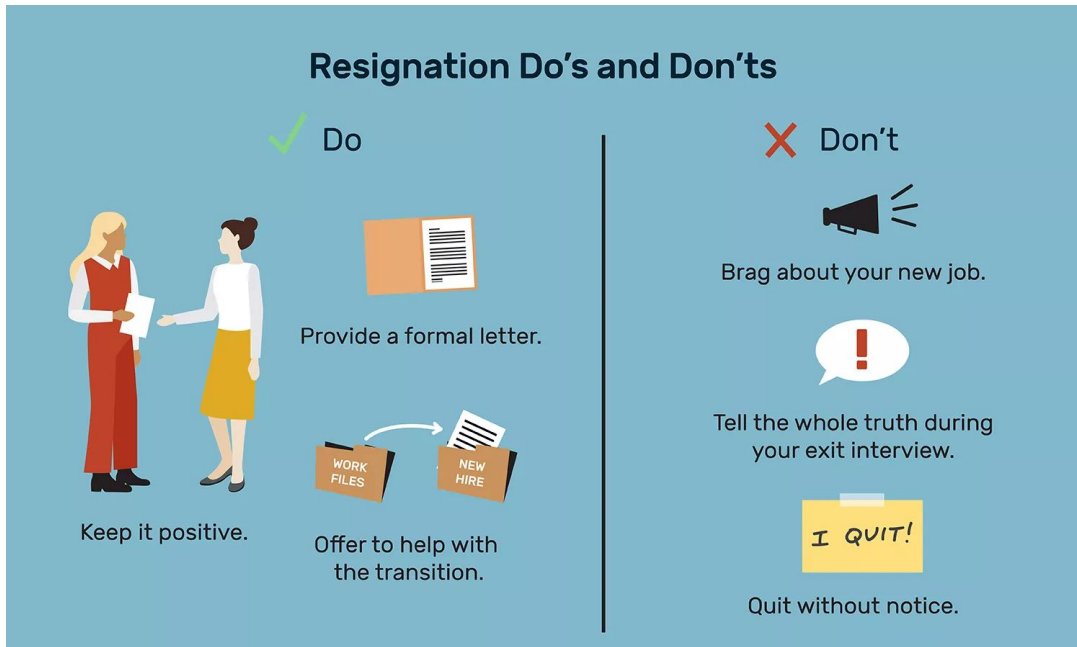 Resignation Do's and Don'ts
Do
Keep it positive.
Provide a formal letter.
WORK
FILES
NEW
HIRE
Offer to help with
the transition.
Don't
Brag about your new job.
!
Tell the whole truth during
your exit interview.
I QUIT!
Quit without notice.